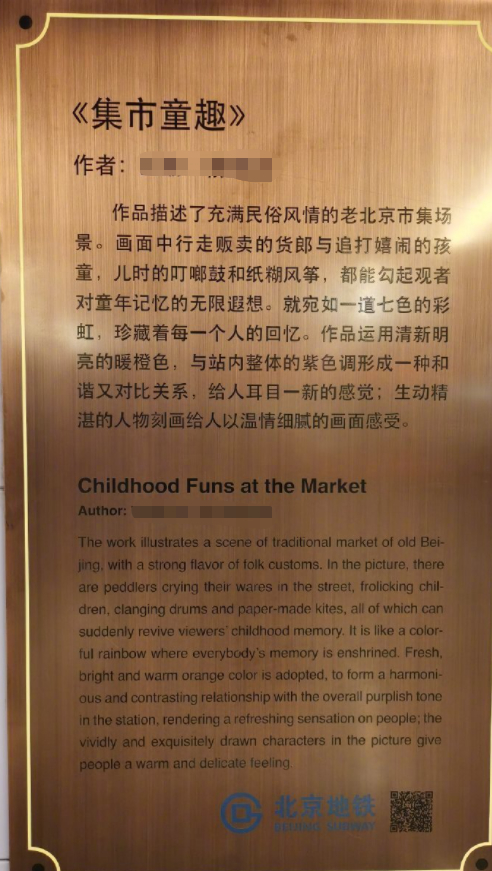 《集市童趣》
作者：
作品描述了充满民俗风情的老北京市集场
景。画面中行走贩卖的货郎与追打嬉闹的孩
童，儿时的叮啷鼓和纸糊风筝，都能勾起观者
对童年记忆的无限遐想。就宛如一道七色的彩
虹，珍藏着每一个人的回忆。作品运用清新明
亮的暖橙色，与站内整体的紫色调形成一种和
谐又对比关系，给人耳目一新的感觉；生动精
湛的人物刻画给人以温情细腻的画面感受。
Childhood Funs at the Market
Author:
The work illustrates a scene of traditional market of old Bei-
jing, with a strong flavor of folk customs. In the picture, there
are peddlers crying their wares in the street, frolicking chil-
dren, clanging drums and paper-made kites, all of which can
suddenly revive viewers' childhood memory. It is like a color-
ful rainbow where everybody's memory is enshrined. Fresh,
bright and warm orange color is adopted, to form a harmoni-
ous and contrasting relationship with the overall purplish tone
in the station, rendering a refreshing sensation on people; the
vividly and exquisitely drawn characters in the picture give
people a warm and delicate feeling.
北京地铁
BEIJING SUBWAY